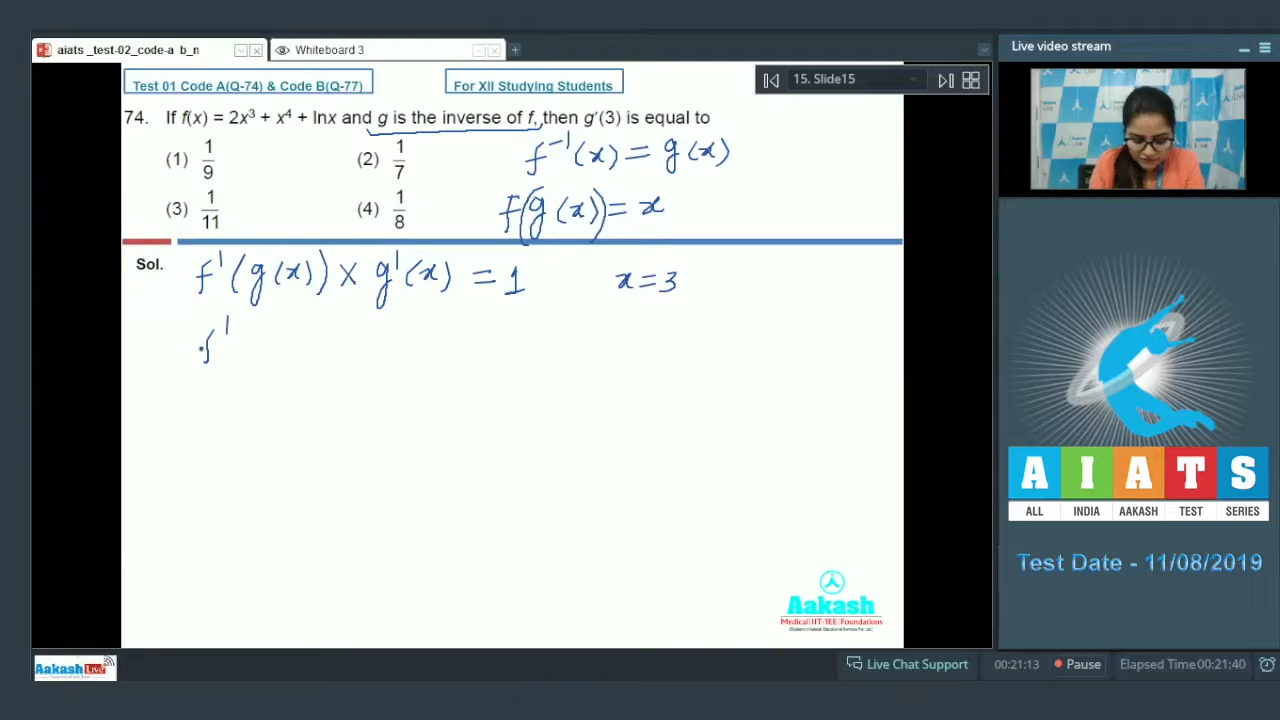 aiats _test-02_code-a b_n
Whiteboard 3
Live video stream
Test 01 Code A(Q-74) & Code B(Q-77)
For XII Studying Students
15. Slide15
74. If f(x) = 2x³ + x⁴ + lnx and g is the inverse of f, then g′(3) is equal to
(1) 1/9
(2) 1/7
(3) 1/11
(4) 1/8
f⁻¹(x) = g(x)
f(g(x)) = x
Sol.
f'(g(x)) × g'(x) = 1
x = 3
f'
A I A T S
ALL INDIA AAKASH TEST SERIES
Test Date - 11/08/2019
Aakash
Medical|IIT-JEE|Foundations
Aakash Live
Live Chat Support
00:21:13
Pause
Elapsed Time 00:21:40